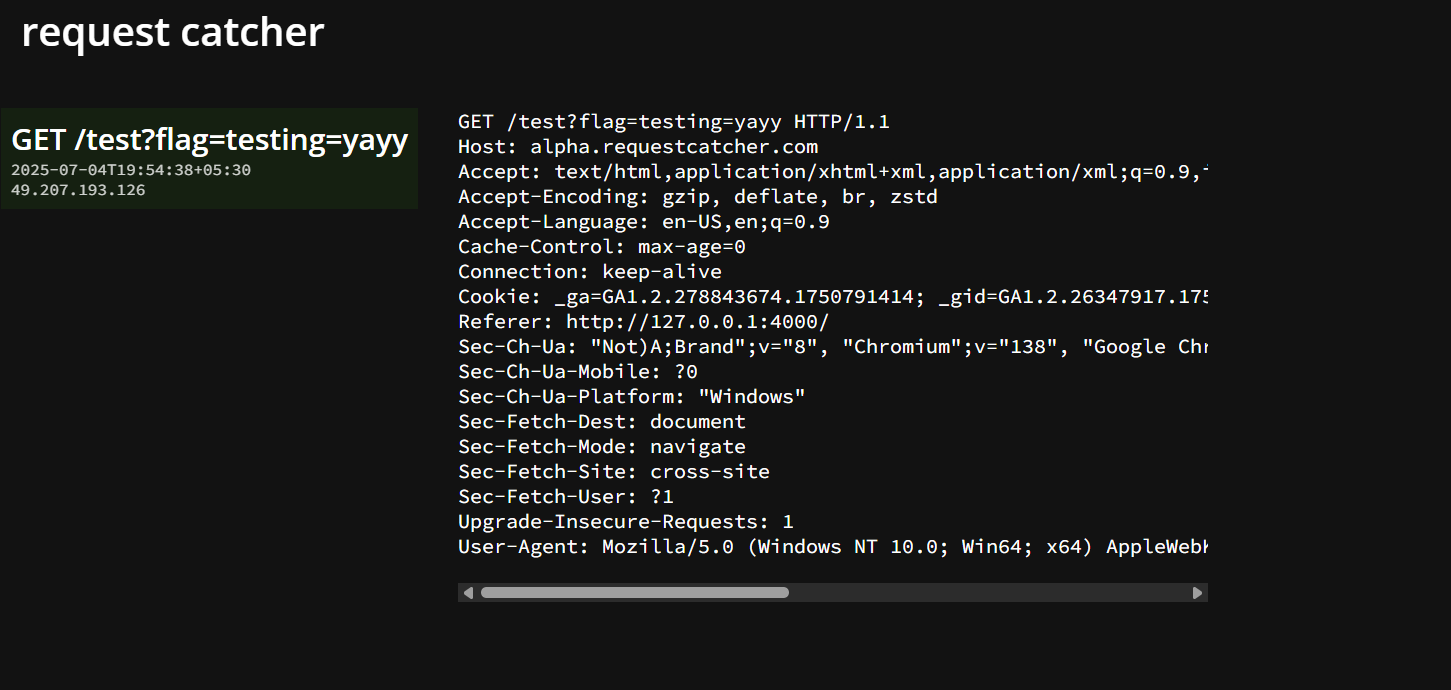 request catcher
GET /test?flag=testing=yayy
2025-07-04T19:54:38+05:30
49.207.193.126
GET /test?flag=testing=yayy HTTP/1.1
Host: alpha.requestcatcher.com
Accept: text/html,application/xhtml+xml,application/xml;q=0.9,
Accept-Encoding: gzip, deflate, br, zstd
Accept-Language: en-US,en;q=0.9
Cache-Control: max-age=0
Connection: keep-alive
Cookie: _ga=GA1.2.278843674.1750791414; _gid=GA1.2.26347917.175
Referer: http://127.0.0.1:4000/
Sec-Ch-Ua: "Not)A;Brand";v="8", "Chromium";v="138", "Google Chr
Sec-Ch-Ua-Mobile: ?0
Sec-Ch-Ua-Platform: "Windows"
Sec-Fetch-Dest: document
Sec-Fetch-Mode: navigate
Sec-Fetch-Site: cross-site
Sec-Fetch-User: ?1
Upgrade-Insecure-Requests: 1
User-Agent: Mozilla/5.0 (Windows NT 10.0; Win64; x64) AppleWebK